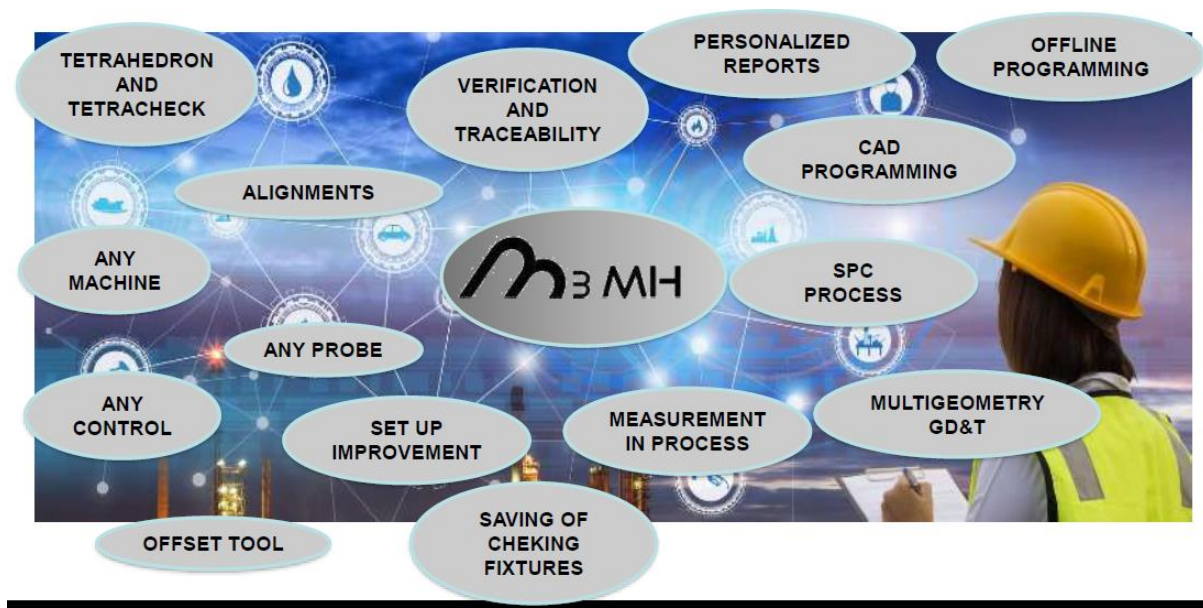 TETRAHEDRON
AND
TETRACHECK
VERIFICATION
AND
TRACEABILITY
PERSONALIZED
REPORTS
OFFLINE
PROGRAMMING
CAD
PROGRAMMING
ALIGNMENTS
ANY
MACHINE
M3 MH
SPC
PROCESS
ANY PROBE
ANY
CONTROL
SET UP
IMPROVEMENT
MEASUREMENT
IN PROCESS
MULTIGEOMETRY
GD&T
OFFSET TOOL
SAVING OF
CHEKING
FIXTURES